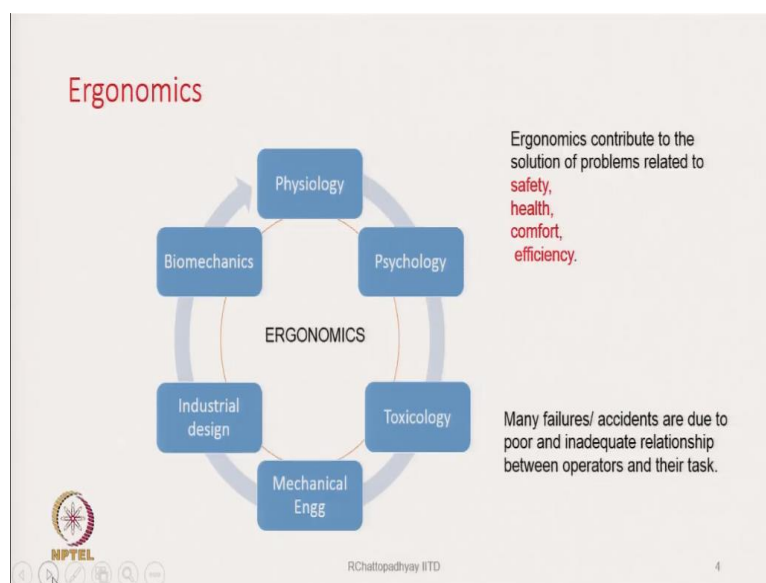 Ergonomics
Physiology
Psychology
Toxicology
Mechanical
Engg
Industrial
design
Biomechanics
ERGONOMICS
Ergonomics contribute to the
solution of problems related to
safety,
health,
comfort,
efficiency.
Many failures/ accidents are due to
poor and inadequate relationship
between operators and their task.
NPTEL
RChattopadhyay IITD
4